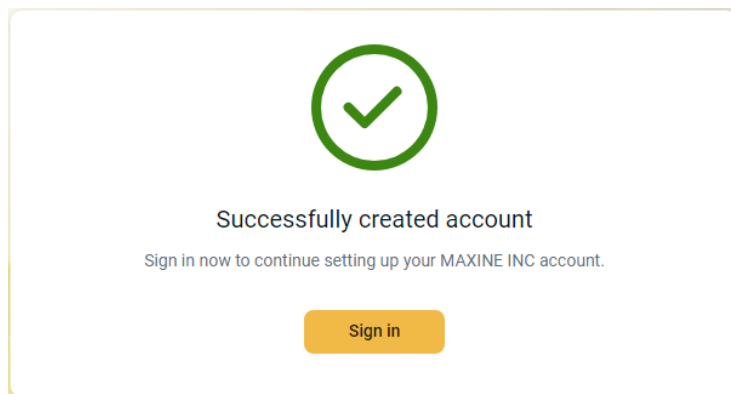 Successfully created account
Sign in now to continue setting up your MAXINE INC account.
Sign in